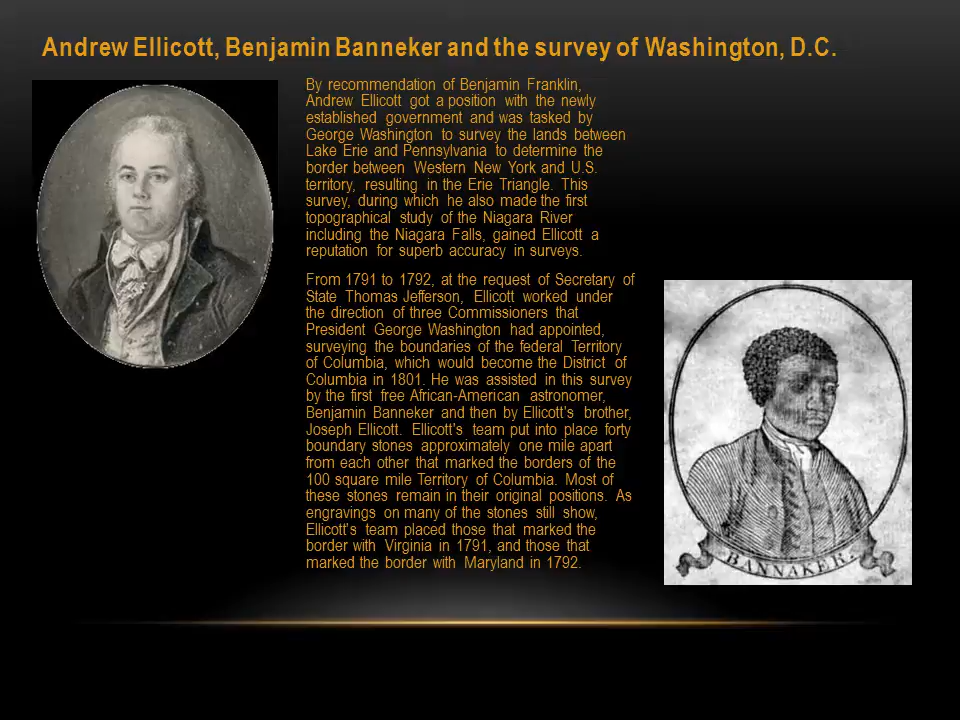 Andrew Ellicott, Benjamin Banneker and the survey of Washington, D.C.
By recommendation of Benjamin Franklin,
Andrew Ellicott got a position with the newly
established government and was tasked by
George Washington to survey the lands between
Lake Erie and Pennsylvania to determine the
border between Western New York and U.S.
territory, resulting in the Erie Triangle. This
survey, during which he also made the first
topographical study of the Niagara River
including the Niagara Falls, gained Ellicott a
reputation for superb accuracy in surveys.
From 1791 to 1792, at the request of Secretary of
State Thomas Jefferson, Ellicott worked under
the direction of three Commissioners that
President George Washington had appointed,
surveying the boundaries of the federal Territory
of Columbia, which would become the District of
Columbia in 1801. He was assisted in this survey
by the first free African-American astronomer,
Benjamin Banneker and then by Ellicott's brother,
Joseph Ellicott. Ellicott's team put into place forty
boundary stones approximately one mile apart
from each other that marked the borders of the
100 square mile Territory of Columbia. Most of
these stones remain in their original positions. As
engravings on many of the stones still show,
Ellicott's team placed those that marked the
border with Virginia in 1791, and those that
marked the border with Maryland in 1792.
BANNAKER.